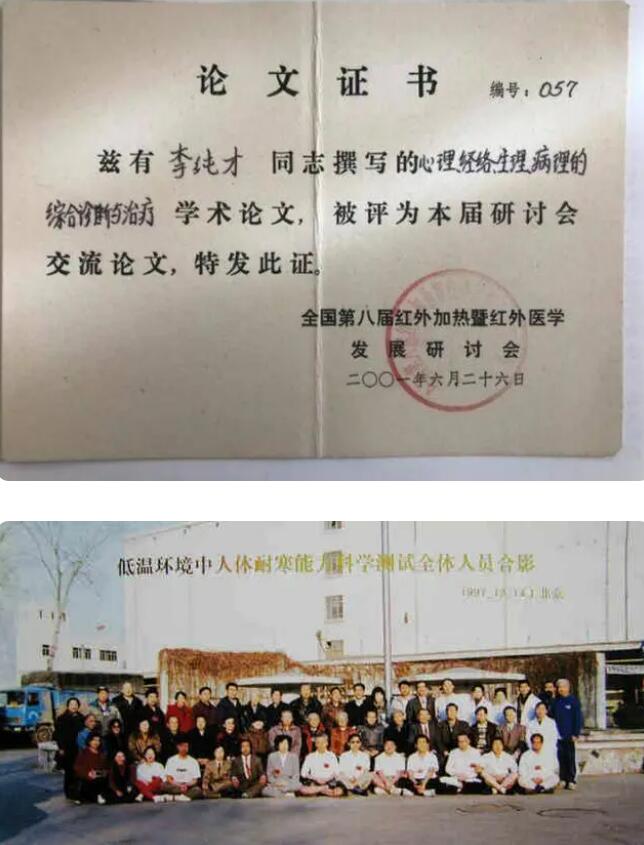 论文证书
编号：057
兹有 李纯才 同志撰写的心理、经络、生理、病理的
综合诊断与治疗 学术论文，被评为本届研讨会
交流论文，特发此证。
全国第八届红外加热暨红外医学
发展研讨会
二〇〇一年六月二十六日
低温环境中人体耐寒能力科学测试全体人员合影
北京